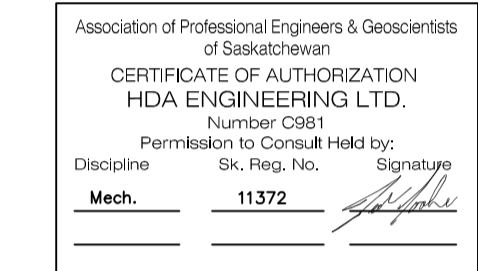 Association of Professional Engineers & Geoscientists
of Saskatchewan
CERTIFICATE OF AUTHORIZATION
HDA ENGINEERING LTD.
Number C981
Permission to Consult Held by:
Discipline Sk. Reg. No. Signature
Mech. 11372